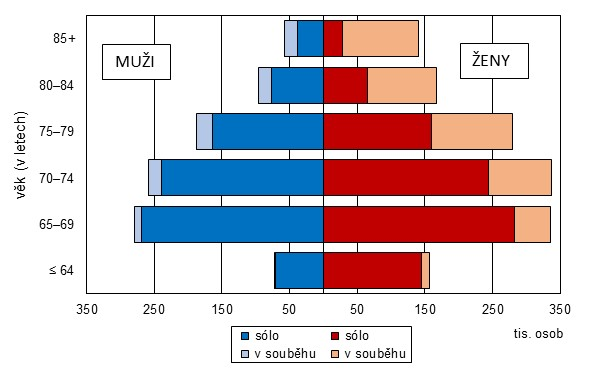 MUŽI
ŽENY
věk (v letech)
85+
80–84
75–79
70–74
65–69
≤ 64
350 250 150 50 50 150 250 350
tis. osob
sólo sólo
v souběhu v souběhu